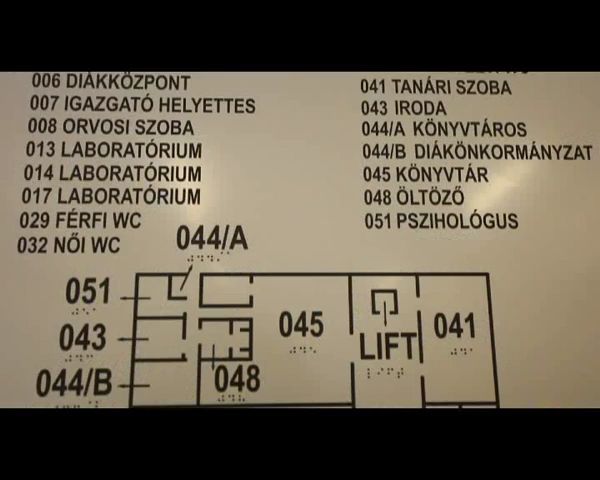 006 DIÁKKÖZPONT
007 IGAZGATÓ HELYETTES
008 ORVOSI SZOBA
013 LABORATÓRIUM
014 LABORATÓRIUM
017 LABORATÓRIUM
029 FÉRFI WC
032 NŐI WC
041 TANÁRI SZOBA
043 IRODA
044/A KÖNYVTÁROS
044/B DIÁKÖNKORMÁNYZAT
045 KÖNYVTÁR
048 ÖLTÖZŐ
051 PSZIHOLÓGUS
044/A
051
043
044/B
048
045
LIFT
041